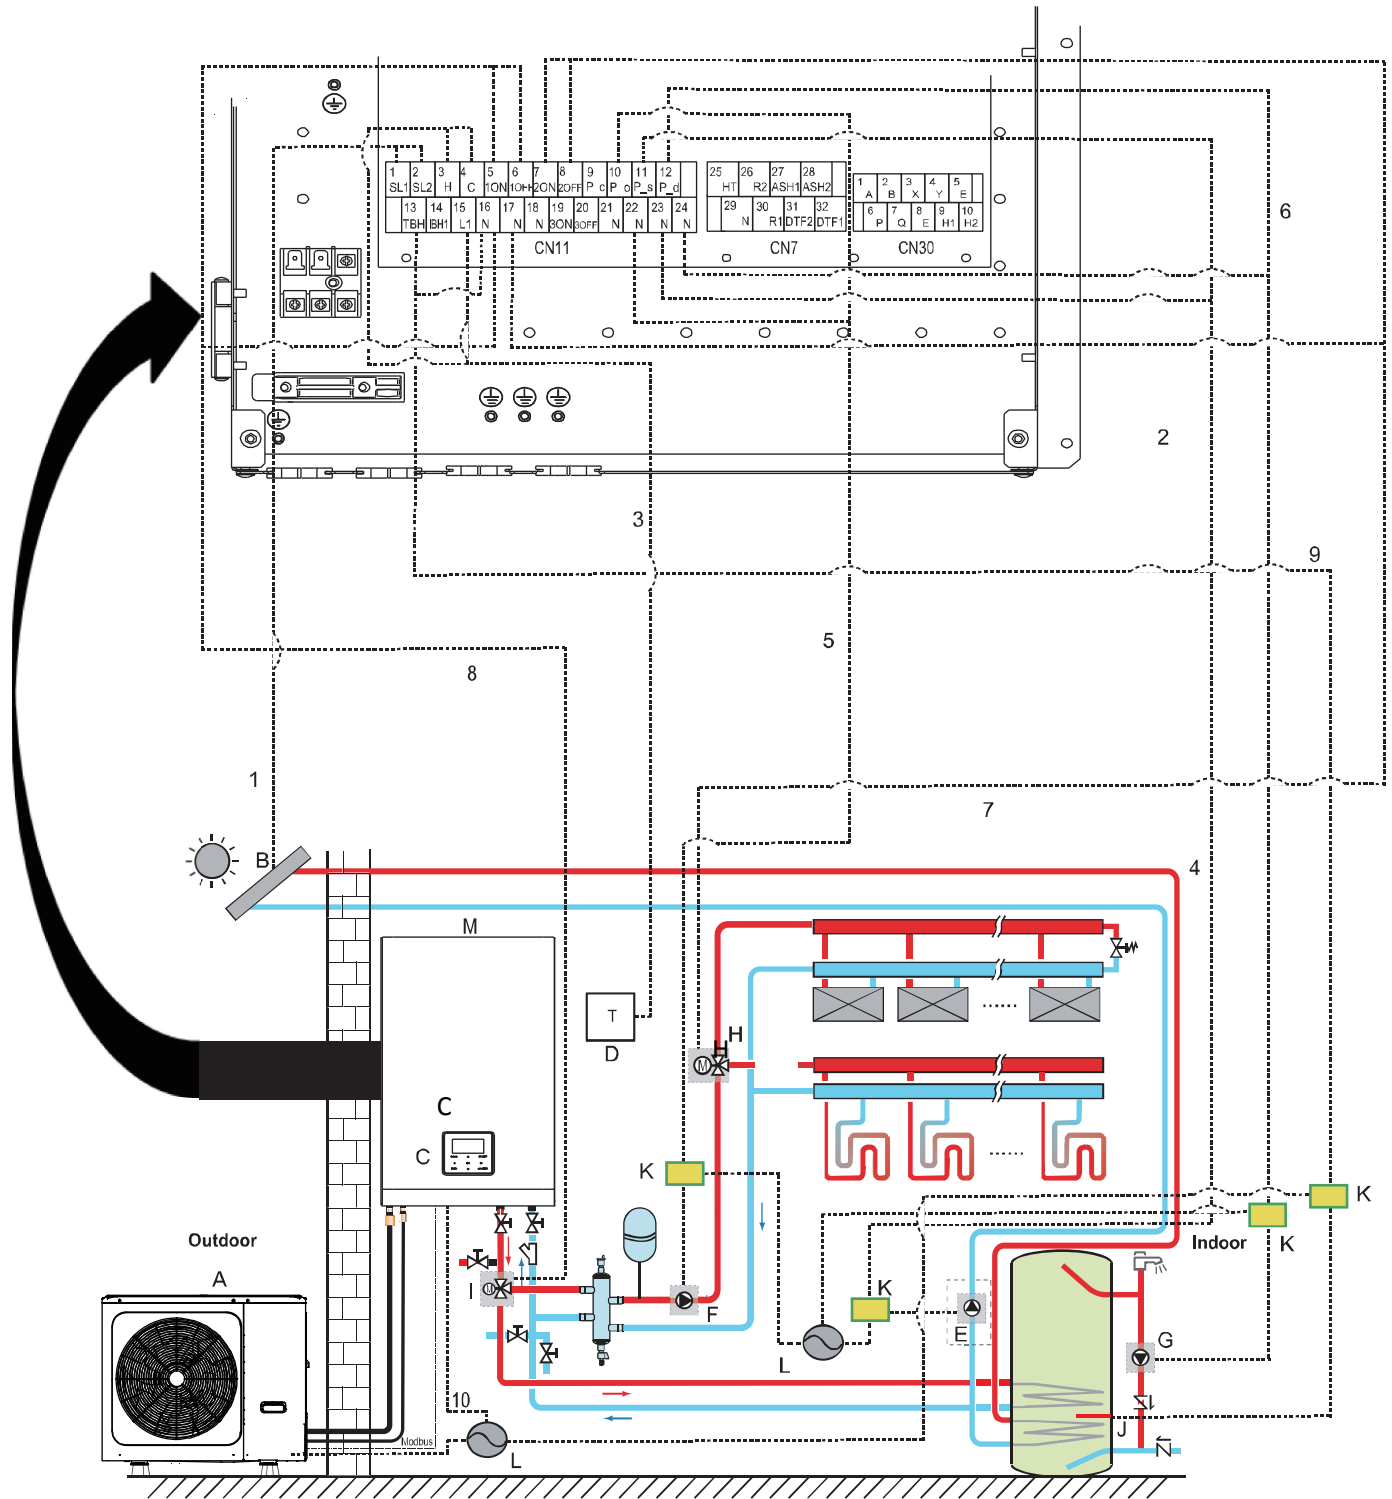 1 2 3 4 5 6 7 8 9 10 11 12
SL1 SL2 H C 1ON 1OFF 2ON 2OFF P_c P_o P_s P_d
13 14 15 16 17 18 19 20 21 22 23 24
TBH IBH1 L1 N N N 3ON 3OFF N N N N
CN11
25 26 27 28
HT R2 ASH1 ASH2
29 30 31 32
N R1 DTF2 DTF1
CN7
1 2 3 4 5
A B X Y E
6 7 8 9 10
P Q E H1 H2
CN30
6
2
3
9
5
8
1
7
4
B
M
T
D
H
H
M
C
C
K
K
K
Outdoor
Indoor
A
I
M
F
K
E
L
G
10
J
Modbus
L
Z